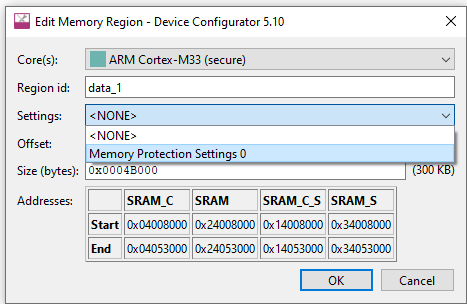 Edit Memory Region - Device Configurator 5.10
Core(s): ARM Cortex-M33 (secure)
Region id: data_1
Settings: <NONE>
<NONE>
Offset: Memory Protection Settings 0
Size (bytes): 0x0004B000 (300 KB)
Addresses: SRAM_C SRAM SRAM_C_S SRAM_S
Start 0x04008000 0x24008000 0x14008000 0x34008000
End 0x04053000 0x24053000 0x14053000 0x34053000
OK Cancel